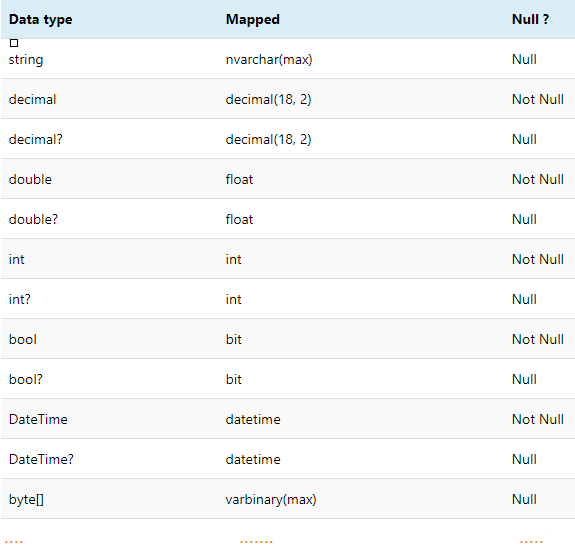 Data type Mapped Null ?
string nvarchar(max) Null
decimal decimal(18, 2) Not Null
decimal? decimal(18, 2) Null
double float Not Null
double? float Null
int int Not Null
int? int Null
bool bit Not Null
bool? bit Null
DateTime datetime Not Null
DateTime? datetime Null
byte[] varbinary(max) Null
.... ....... .....